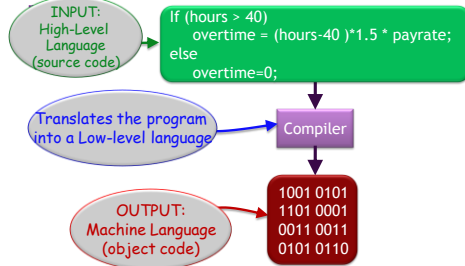 INPUT:
High-Level
Language
(source code)
If (hours > 40)
overtime = (hours-40 )*1.5 * payrate;
else
overtime=0;
Translates the program
into a Low-level language
Compiler
OUTPUT:
Machine Language
(object code)
1001 0101
1101 0001
0011 0011
0101 0110